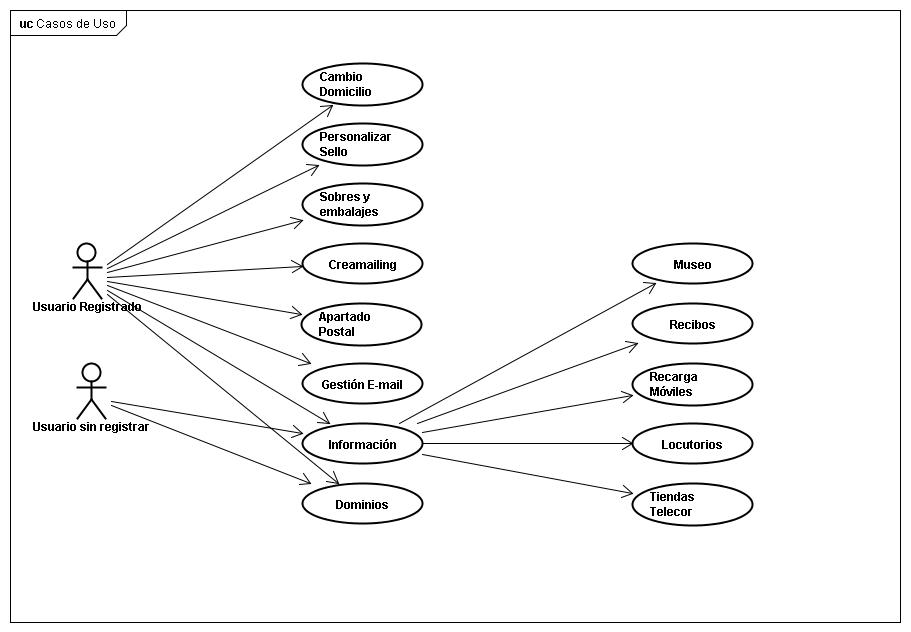 uc Casos de Uso
Cambio
Domicilio
Personalizar
Sello
Sobres y
embalajes
Creamailing
Apartado
Postal
Gestión E-mail
Información
Dominios
Usuario Registrado
Usuario sin registrar
Museo
Recibos
Recarga
Móviles
Locutorios
Tiendas
Telecor